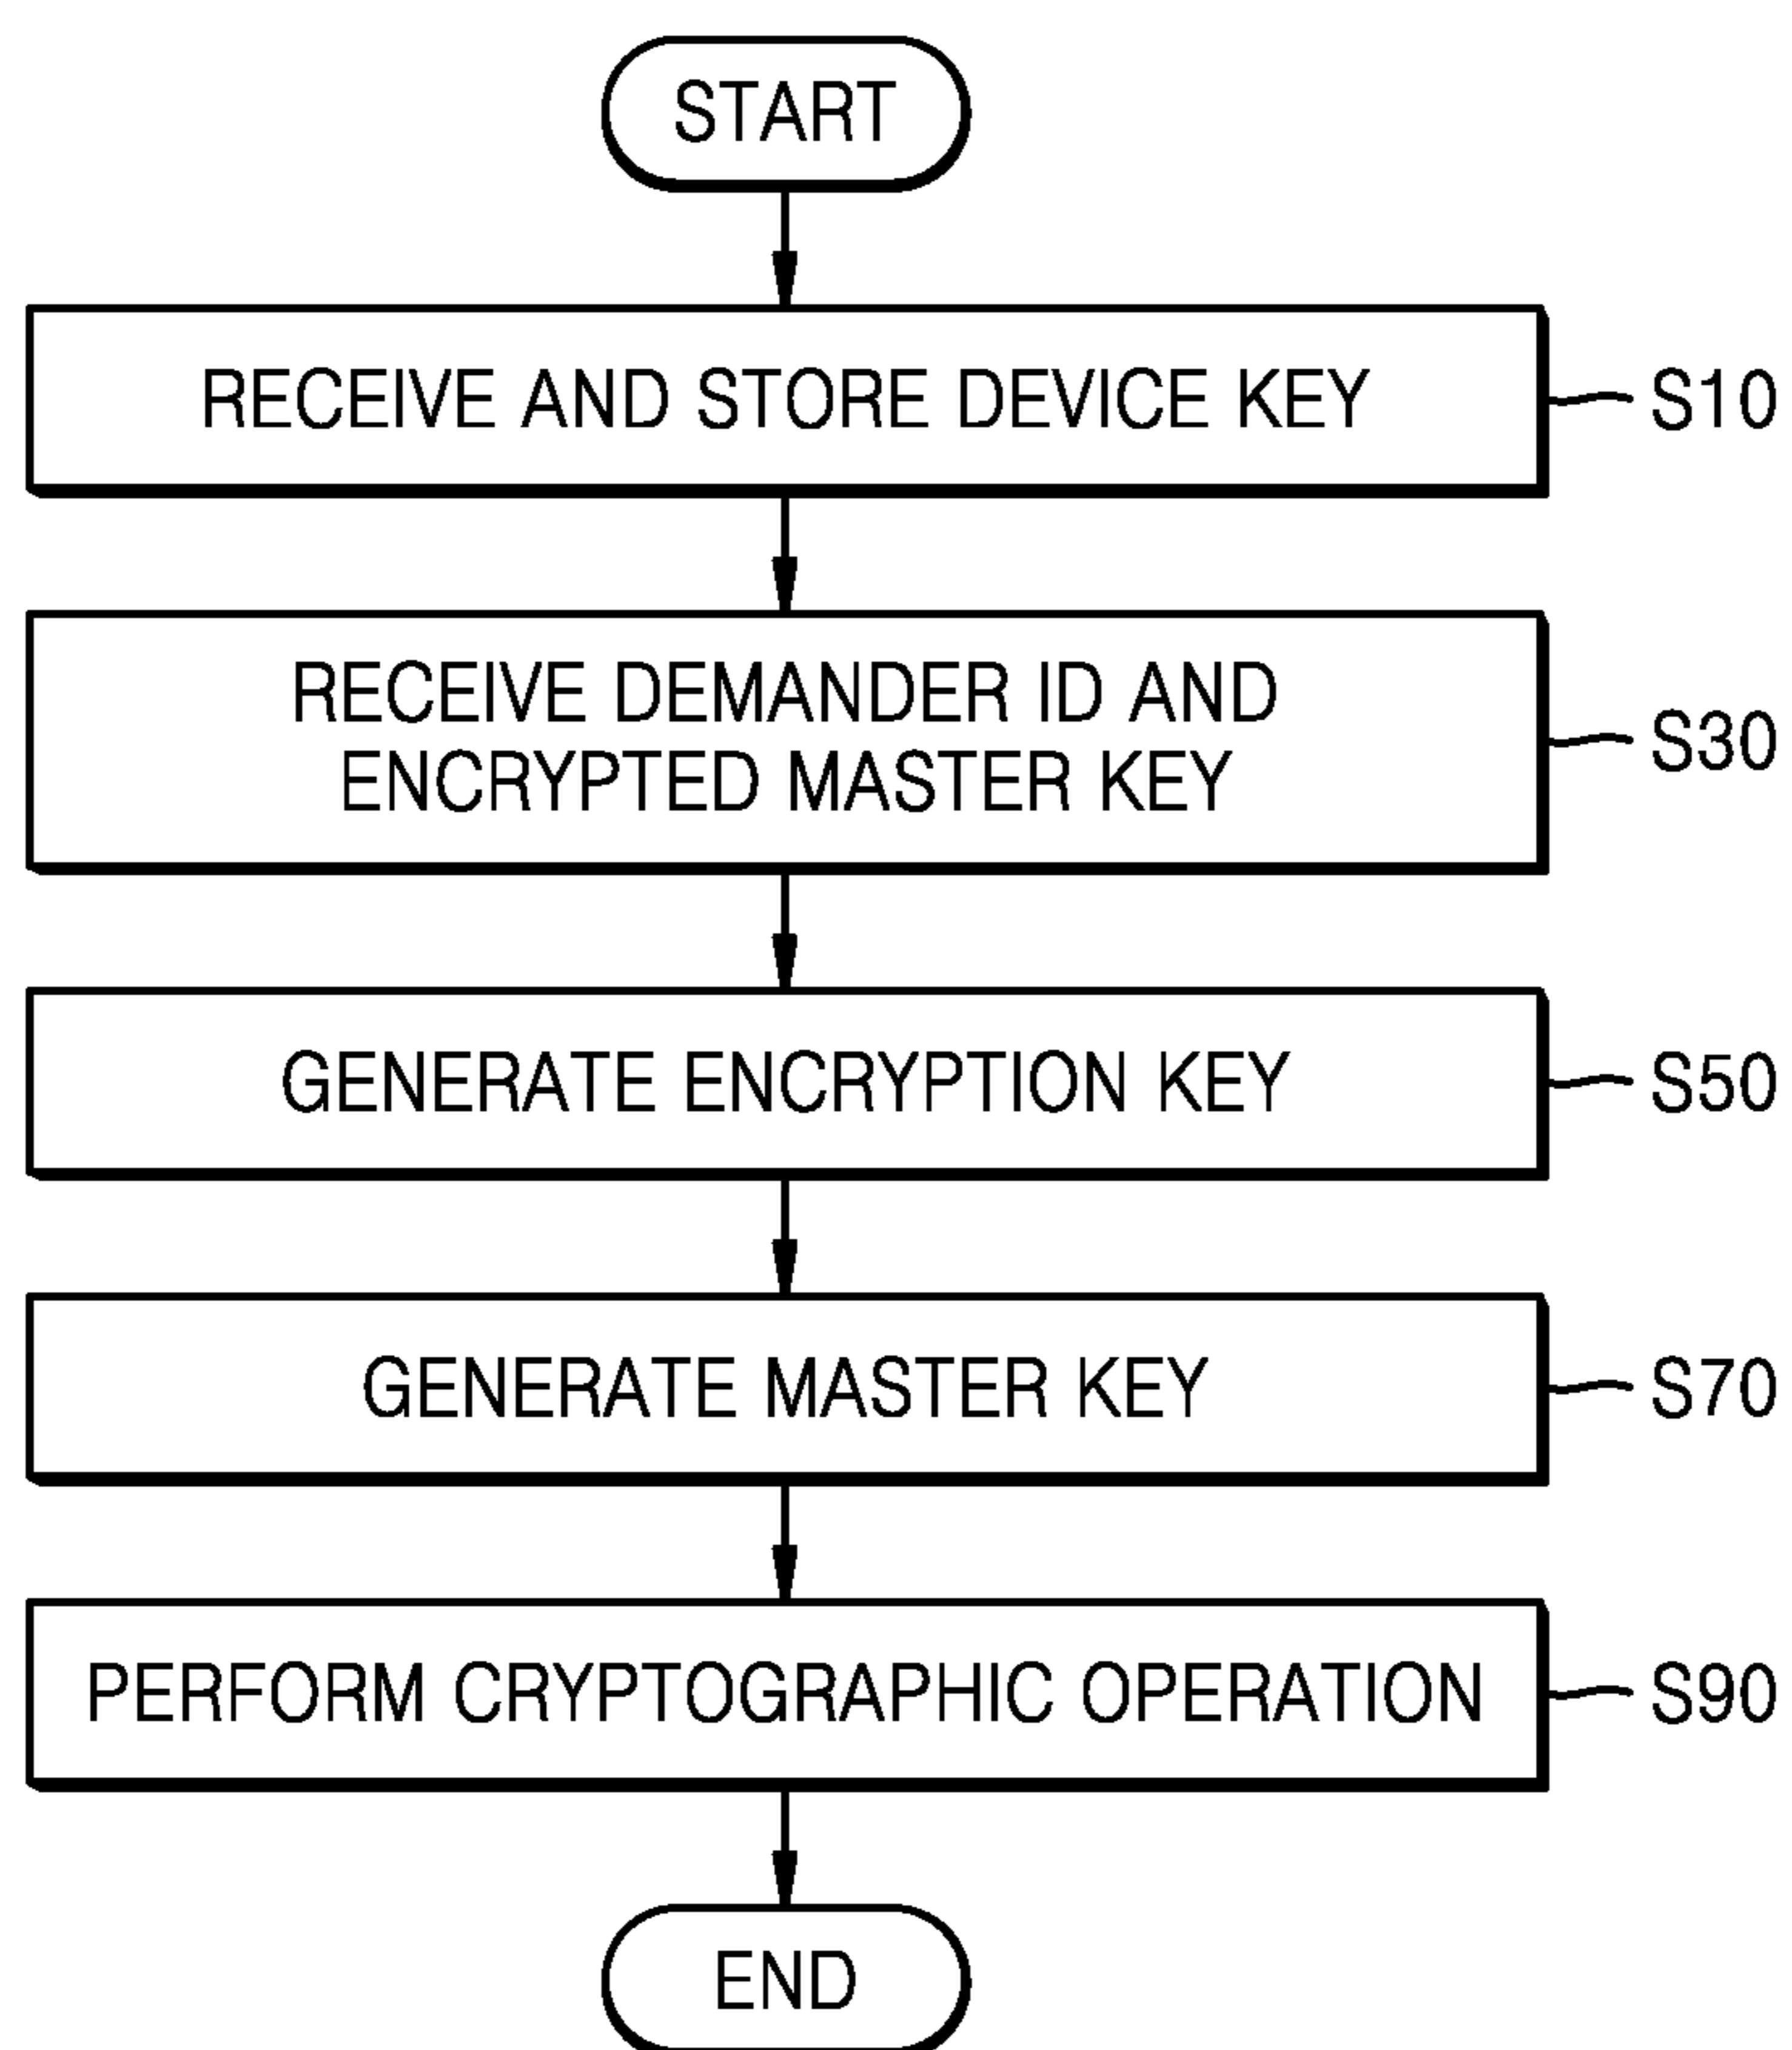 START
RECEIVE AND STORE DEVICE KEY
S10
RECEIVE DEMANDER ID AND
ENCRYPTED MASTER KEY
S30
GENERATE ENCRYPTION KEY
S50
GENERATE MASTER KEY
S70
PERFORM CRYPTOGRAPHIC OPERATION
S90
END